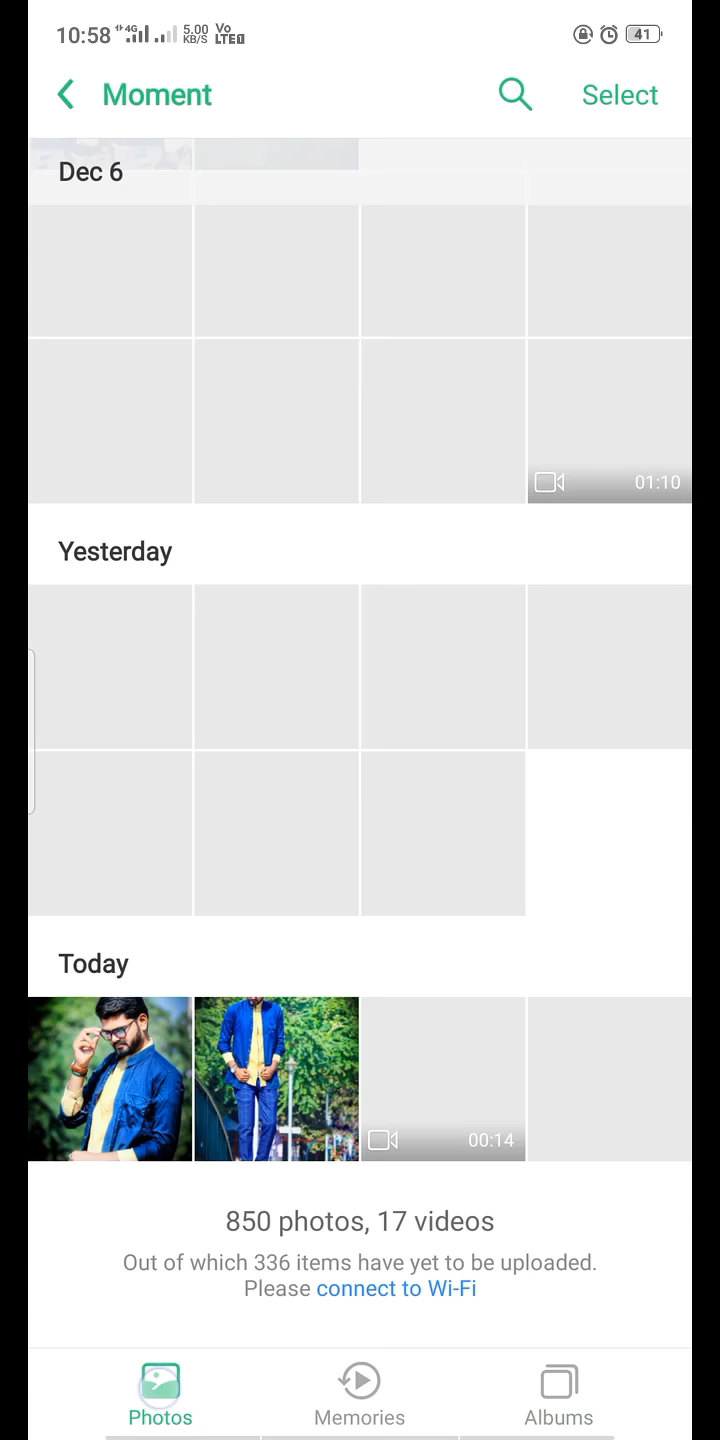 10:58 4G 5.00 KB/S Vo LTE 41
Moment Select
Dec 6
01:10
Yesterday
Today
00:14
850 photos, 17 videos
Out of which 336 items have yet to be uploaded.
Please connect to Wi-Fi
Photos Memories Albums